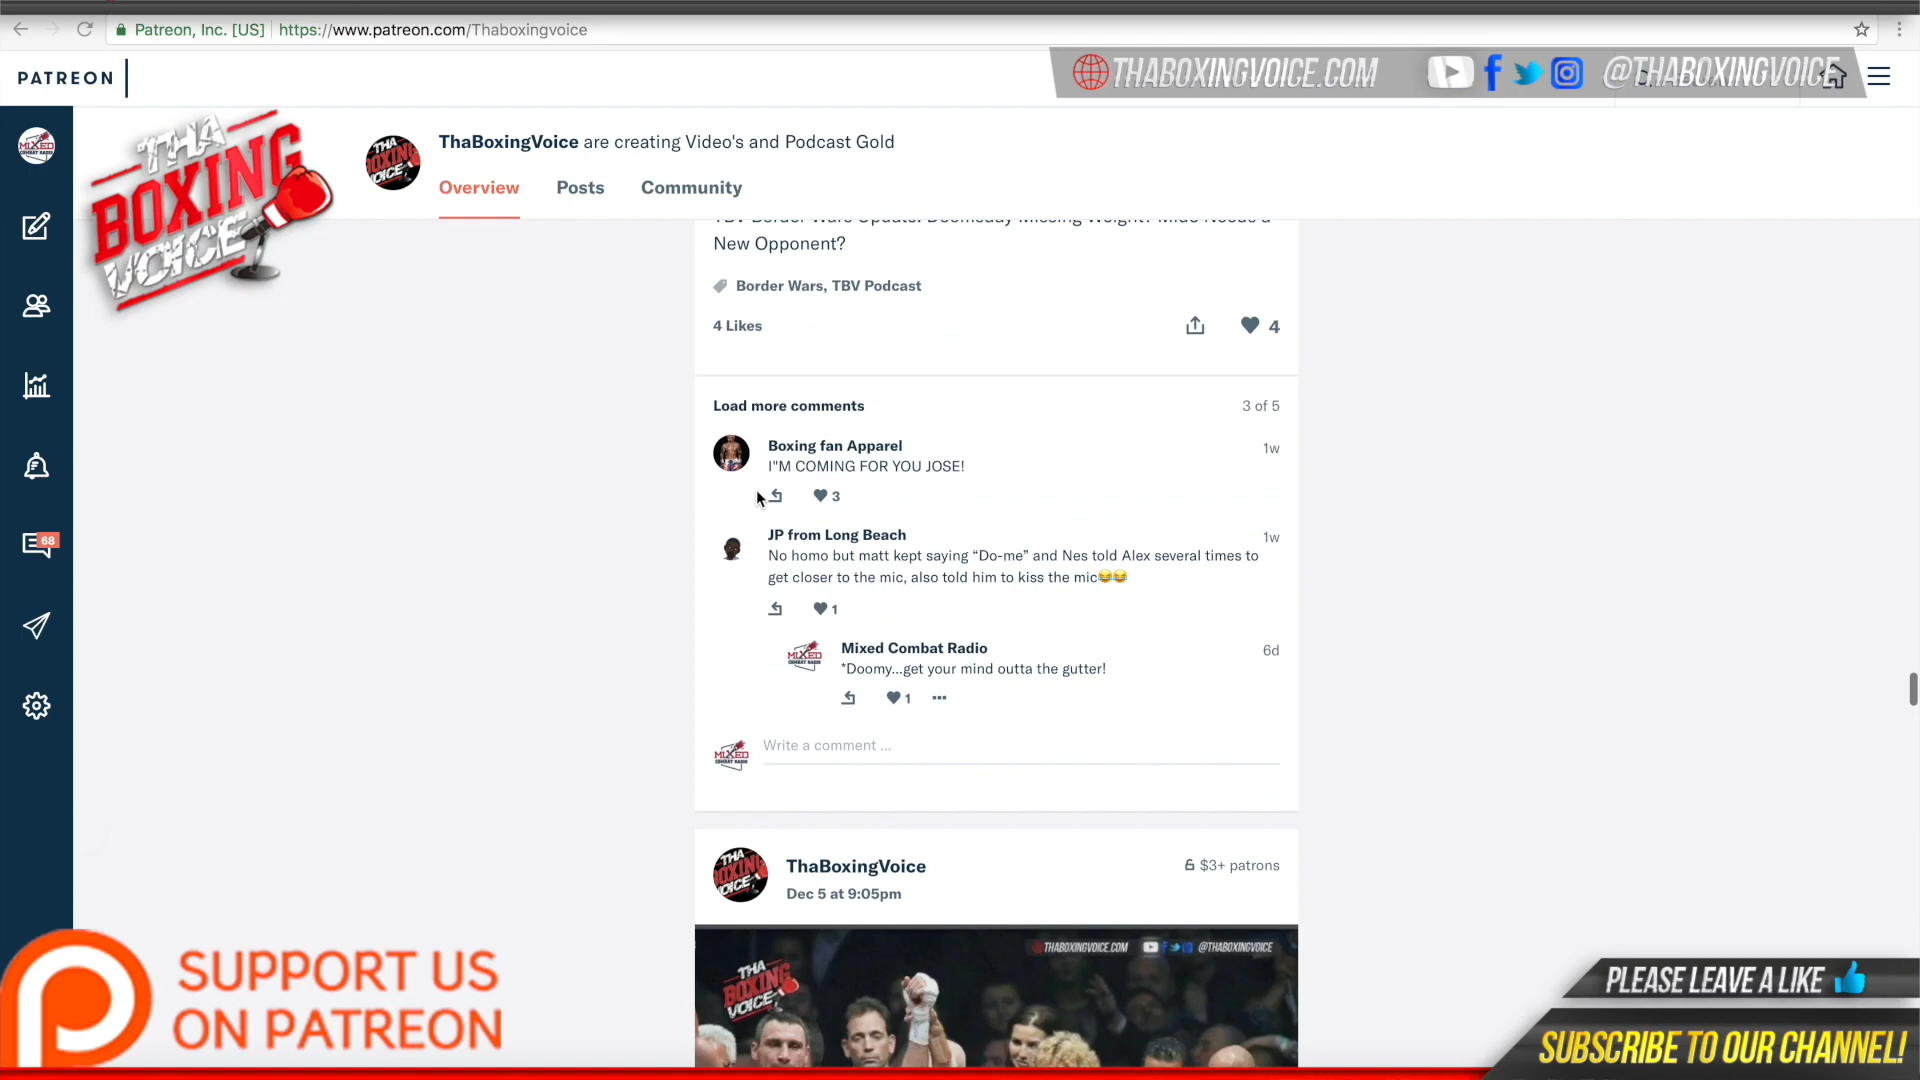 Patreon, Inc. [US] https://www.patreon.com/Thaboxingvoice
PATREON
THABOXINGVOICE.COM @THABOXINGVOICE
THA
BOXING
VOICE
ThaBoxingVoice are creating Video's and Podcast Gold
Overview Posts Community
New Opponent?
Border Wars, TBV Podcast
4 Likes 4
Load more comments 3 of 5
Boxing fan Apparel 1w
I"M COMING FOR YOU JOSE!
3
JP from Long Beach 1w
No homo but matt kept saying “Do-me” and Nes told Alex several times to
get closer to the mic, also told him to kiss the mic😂😂
1
Mixed Combat Radio 6d
*Doomy...get your mind outta the gutter!
1
68
Write a comment ...
ThaBoxingVoice $3+ patrons
Dec 5 at 9:05pm
THABOXINGVOICE.COM @THABOXINGVOICE
THA
BOXING
VOICE
SUPPORT US
ON PATREON
PLEASE LEAVE A LIKE
SUBSCRIBE TO OUR CHANNEL!